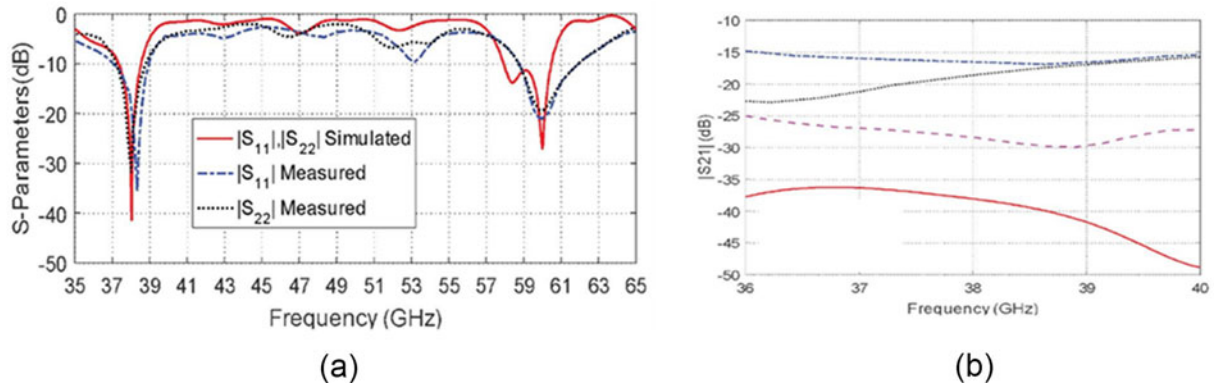 0
-10
-20
-30
-40
-50
S-Parameters(dB)
|S11|,|S22| Simulated
|S11| Measured
|S22| Measured
35 37 39 41 43 45 47 49 51 53 55 57 59 61 63 65
Frequency (GHz)
(a)
-10
-15
-20
-25
-30
-35
-40
-45
-50
|S21| (dB)
36 37 38 39 40
Frequency (GHz)
(b)